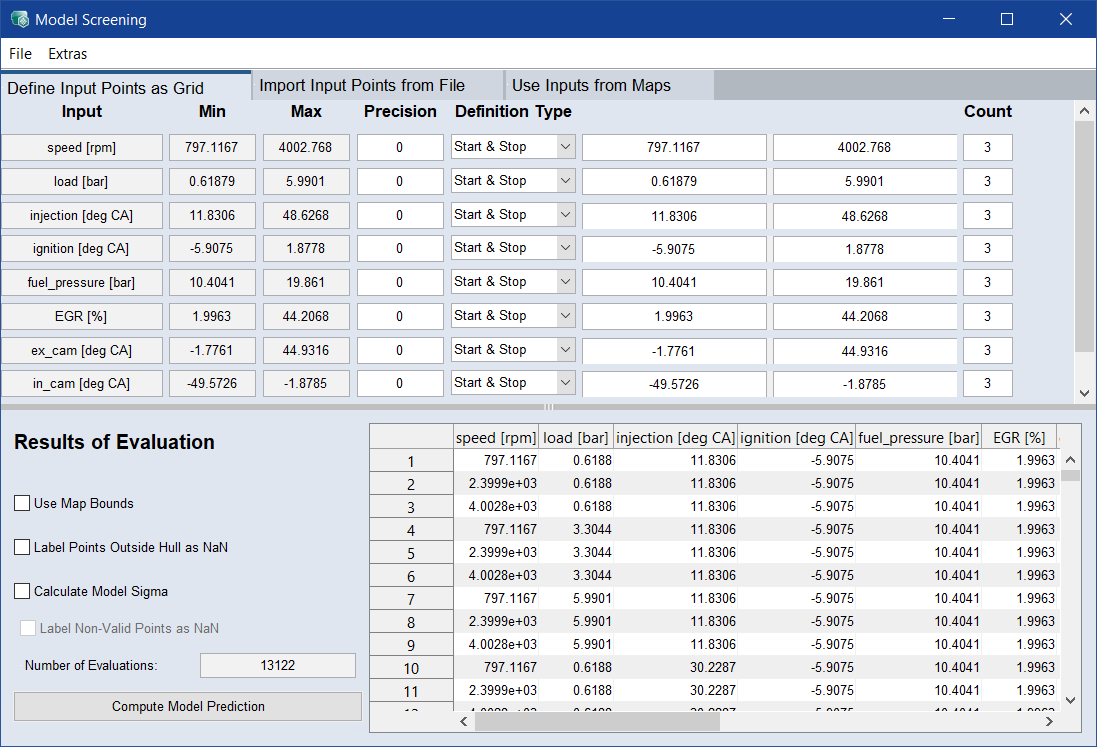 Model Screening
File Extras
Define Input Points as Grid Import Input Points from File Use Inputs from Maps
Input Min Max Precision Definition Type Count
speed [rpm] 797.1167 4002.768 0 Start & Stop 797.1167 4002.768 3
load [bar] 0.61879 5.9901 0 Start & Stop 0.61879 5.9901 3
injection [deg CA] 11.8306 48.6268 0 Start & Stop 11.8306 48.6268 3
ignition [deg CA] -5.9075 1.8778 0 Start & Stop -5.9075 1.8778 3
fuel_pressure [bar] 10.4041 19.861 0 Start & Stop 10.4041 19.861 3
EGR [%] 1.9963 44.2068 0 Start & Stop 1.9963 44.2068 3
ex_cam [deg CA] -1.7761 44.9316 0 Start & Stop -1.7761 44.9316 3
in_cam [deg CA] -49.5726 -1.8785 0 Start & Stop -49.5726 -1.8785 3
Results of Evaluation
Use Map Bounds
Label Points Outside Hull as NaN
Calculate Model Sigma
Label Non-Valid Points as NaN
Number of Evaluations: 13122
Compute Model Prediction
speed [rpm] load [bar] injection [deg CA] ignition [deg CA] fuel_pressure [bar] EGR [%]
1 797.1167 0.6188 11.8306 -5.9075 10.4041 1.9963
2 2.3999e+03 0.6188 11.8306 -5.9075 10.4041 1.9963
3 4.0028e+03 0.6188 11.8306 -5.9075 10.4041 1.9963
4 797.1167 3.3044 11.8306 -5.9075 10.4041 1.9963
5 2.3999e+03 3.3044 11.8306 -5.9075 10.4041 1.9963
6 4.0028e+03 3.3044 11.8306 -5.9075 10.4041 1.9963
7 797.1167 5.9901 11.8306 -5.9075 10.4041 1.9963
8 2.3999e+03 5.9901 11.8306 -5.9075 10.4041 1.9963
9 4.0028e+03 5.9901 11.8306 -5.9075 10.4041 1.9963
10 797.1167 0.6188 30.2287 -5.9075 10.4041 1.9963
11 2.3999e+03 0.6188 30.2287 -5.9075 10.4041 1.9963